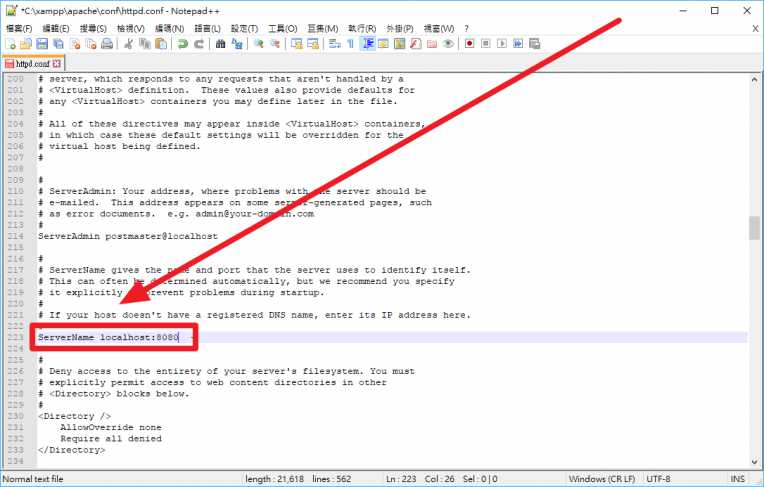 *C:\xampp\apache\conf\httpd.conf - Notepad++
檔案(F) 編輯(E) 搜尋(S) 檢視(V) 編碼(N) 語言(L) 設定(T) 工具(O) 巨集(M) 執行(R) 外掛(P) 視窗(W) ? X
httpd.conf
200 # server, which responds to any requests that aren't handled by a
201 # <VirtualHost> definition.  These values also provide defaults for
202 # any <VirtualHost> containers you may define later in the file.
203 #
204 # All of these directives may appear inside <VirtualHost> containers,
205 # in which case these default settings will be overridden for the
206 # virtual host being defined.
207 #
208
209 #
210 # ServerAdmin: Your address, where problems with the server should be
211 # e-mailed.  This address appears on some server-generated pages, such
212 # as error documents.  e.g. admin@your-domain.com
213 #
214 ServerAdmin postmaster@localhost
215
216 #
217 # ServerName gives the name and port that the server uses to identify itself.
218 # This can often be determined automatically, but we recommend you specify
219 # it explicitly prevent problems during startup.
220 #
221 # If your host doesn't have a registered DNS name, enter its IP address here.
222
223 ServerName localhost:8080
224
225 #
226 # Deny access to the entirety of your server's filesystem. You must
227 # explicitly permit access to web content directories in other
228 # <Directory> blocks below.
229 #
230 <Directory />
231     AllowOverride none
232     Require all denied
233 </Directory>
234
Normal text file length : 21,618 lines : 562 Ln : 223 Col : 26 Sel : 0 | 0 Windows (CR LF) UTF-8 INS